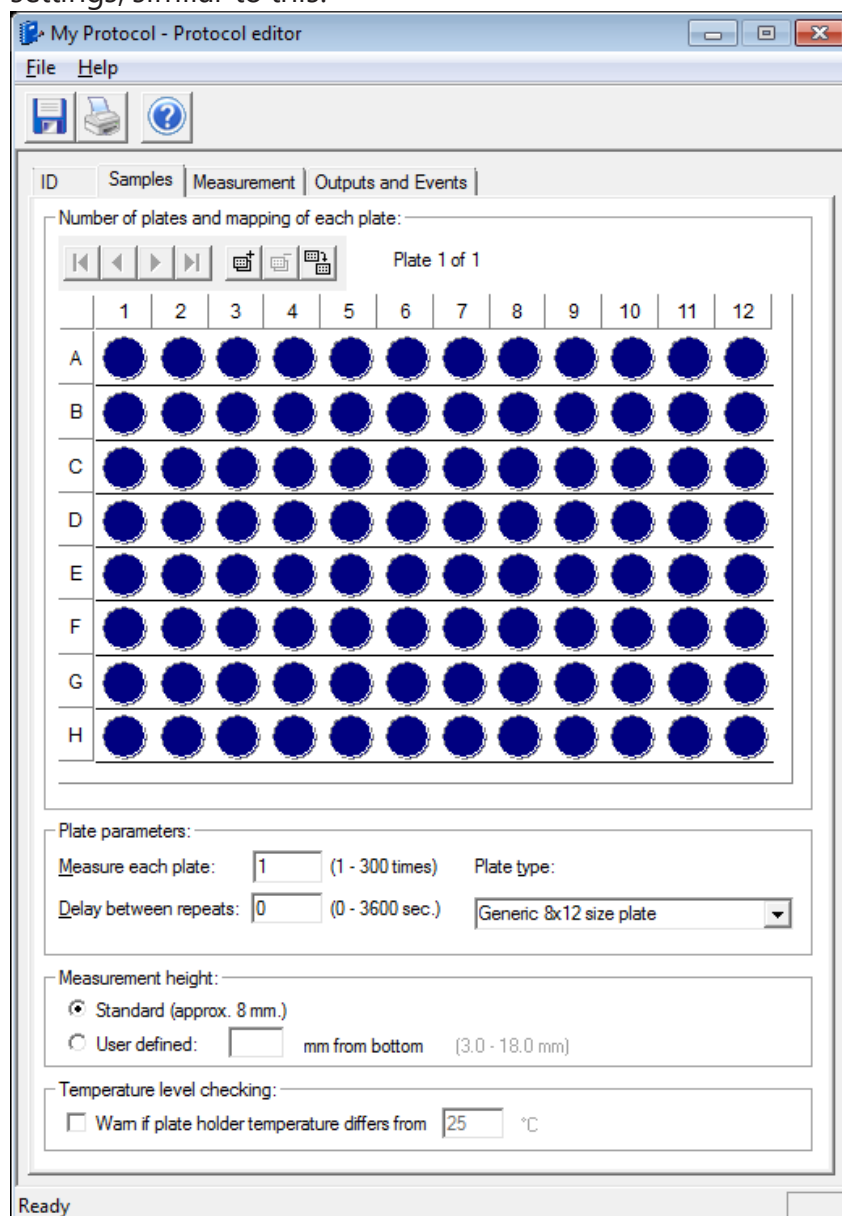 settings, similar to this:
My Protocol - Protocol editor
File Help
ID Samples Measurement Outputs and Events
Number of plates and mapping of each plate:
Plate 1 of 1
1 2 3 4 5 6 7 8 9 10 11 12
A
B
C
D
E
F
G
H
Plate parameters:
Measure each plate: 1 (1 - 300 times) Plate type:
Delay between repeats: 0 (0 - 3600 sec.) Generic 8x12 size plate
Measurement height:
Standard (approx. 8 mm.)
User defined: mm from bottom (3.0 - 18.0 mm)
Temperature level checking:
Warn if plate holder temperature differs from 25 °C
Ready